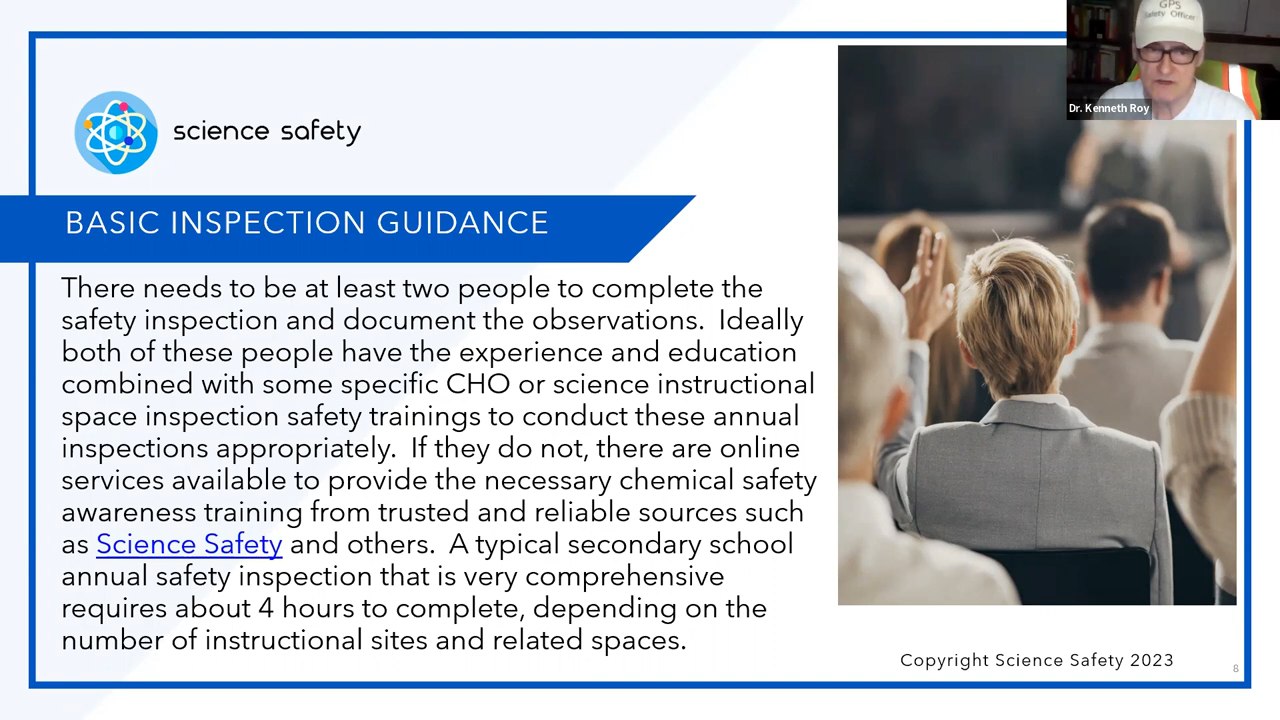 GPS
Safety Officer
Dr. Kenneth Roy
science safety
BASIC INSPECTION GUIDANCE
There needs to be at least two people to complete the
safety inspection and document the observations.  Ideally
both of these people have the experience and education
combined with some specific CHO or science instructional
space inspection safety trainings to conduct these annual
inspections appropriately.  If they do not, there are online
services available to provide the necessary chemical safety
awareness training from trusted and reliable sources such
as Science Safety and others.  A typical secondary school
annual safety inspection that is very comprehensive
requires about 4 hours to complete, depending on the
number of instructional sites and related spaces.
Copyright Science Safety 2023
8